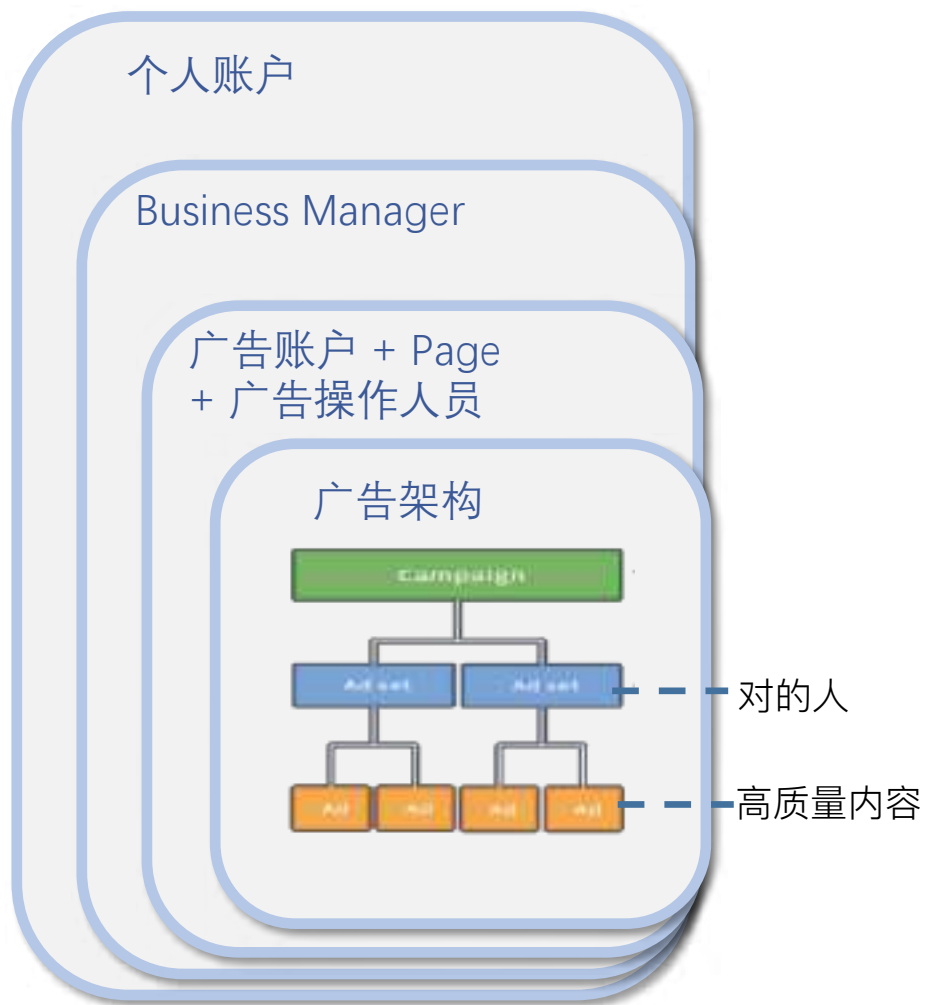 个人账户
Business Manager
广告账户 + Page
+ 广告操作人员
广告架构
Campaign
Ad set
Ad set
对的人
Ad
Ad
Ad
Ad
高质量内容